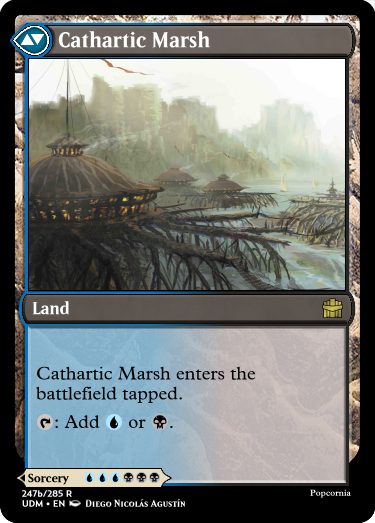 Cathartic Marsh
Land
Cathartic Marsh enters the
battlefield tapped.
: Add or .
Sorcery
247b/285 R
Popcornia
UDM • EN Diego Nicolás Agustín